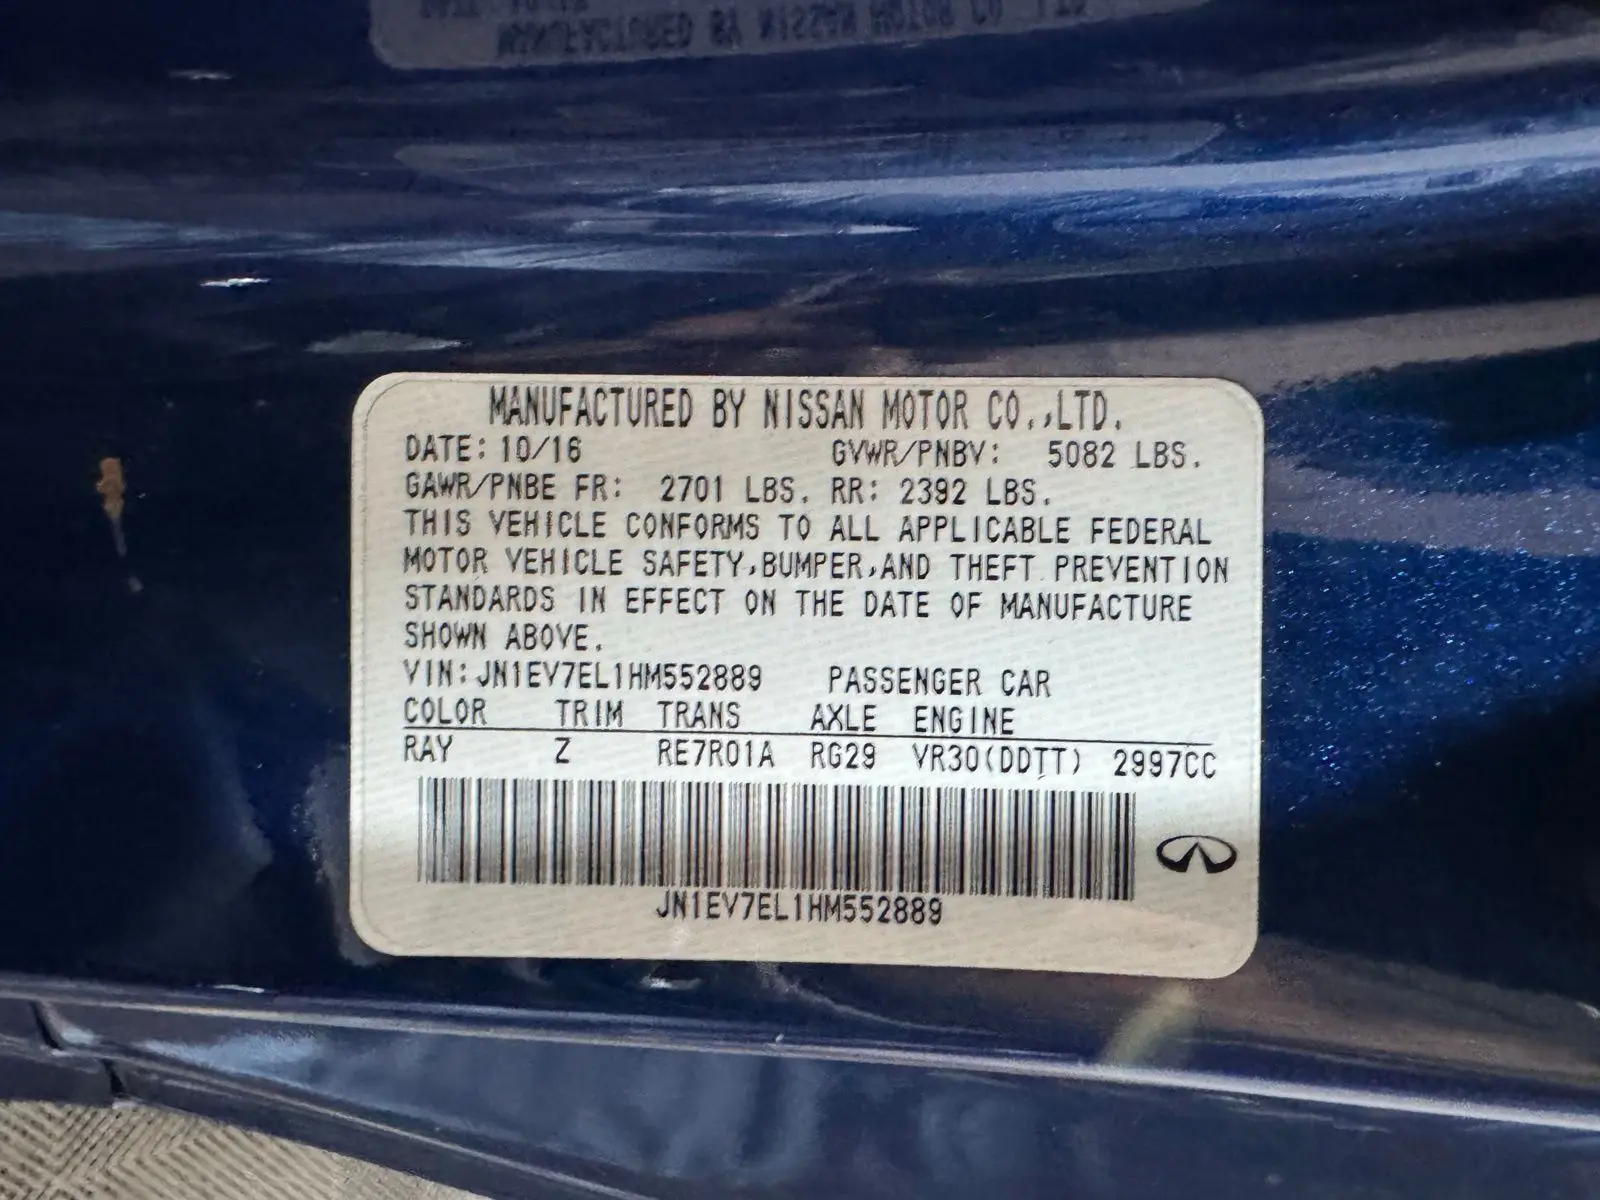 MANUFACTURED BY NISSAN MOTOR CO.,LTD.
DATE: 10/16 GVWR/PNBV: 5082 LBS.
GAWR/PNBE FR: 2701 LBS. RR: 2392 LBS.
THIS VEHICLE CONFORMS TO ALL APPLICABLE FEDERAL
MOTOR VEHICLE SAFETY,BUMPER,AND THEFT PREVENTION
STANDARDS IN EFFECT ON THE DATE OF MANUFACTURE
SHOWN ABOVE.
VIN: JN1EV7EL1HM552889 PASSENGER CAR
COLOR TRIM TRANS AXLE ENGINE
RAY Z RE7R01A RG29 VR30(DDTT) 2997CC
JN1EV7EL1HM552889